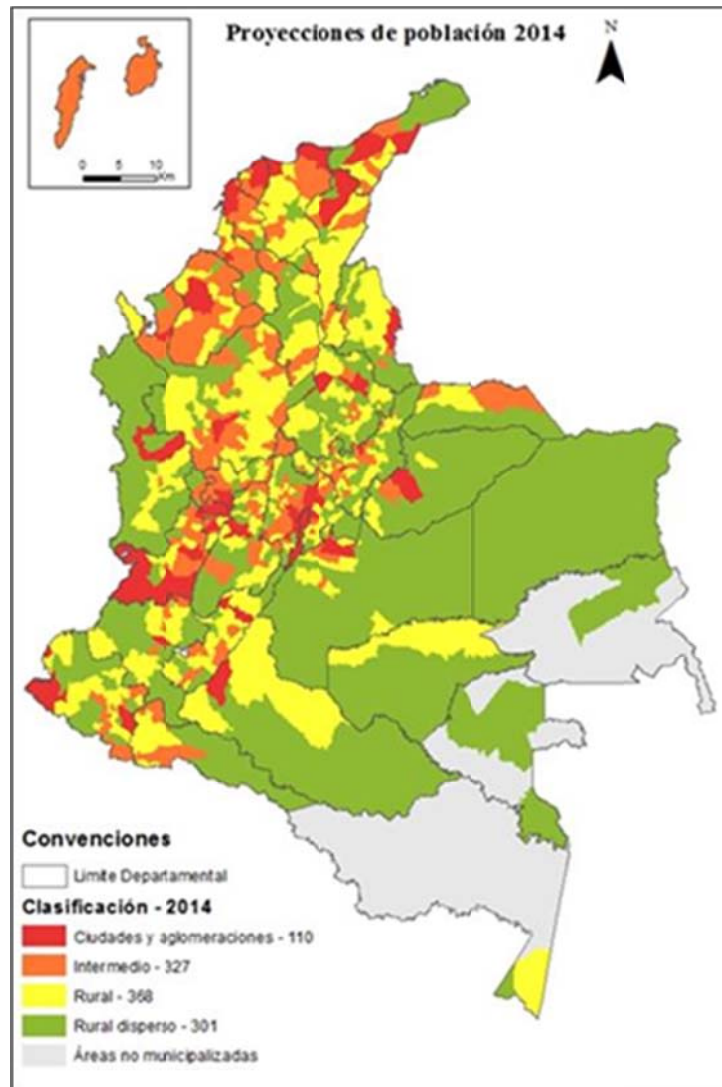 Proyecciones de población 2014
N
0 5 10
Km
Convenciones
Limite Departamental
Clasificación - 2014
Ciudades y aglomeraciones - 110
Intermedio - 327
Rural - 368
Rural disperso - 301
Áreas no municipalizadas